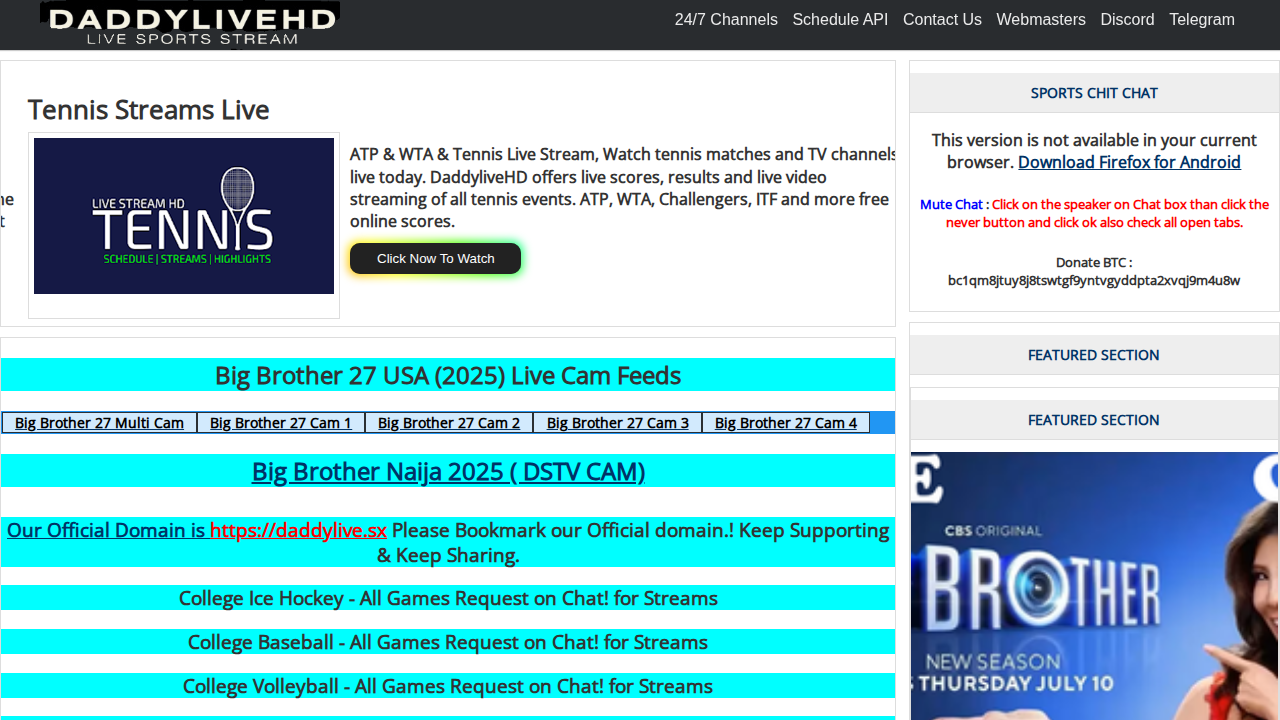 DADDYLIVEHD
LIVE SPORTS STREAM
24/7 Channels
Schedule API
Contact Us
Webmasters
Discord
Telegram
Tennis Streams Live
LIVE STREAM HD
TENNIS
SCHEDULE | STREAMS | HIGHLIGHTS
ATP & WTA & Tennis Live Stream, Watch tennis matches and TV channels
live today. DaddyliveHD offers live scores, results and live video
streaming of all tennis events. ATP, WTA, Challengers, ITF and more free
online scores.
Click Now To Watch
Big Brother 27 USA (2025) Live Cam Feeds
Big Brother 27 Multi Cam
Big Brother 27 Cam 1
Big Brother 27 Cam 2
Big Brother 27 Cam 3
Big Brother 27 Cam 4
Big Brother Naija 2025 ( DSTV CAM)
Our Official Domain is https://daddylive.sx Please Bookmark our Official domain.! Keep Supporting
& Keep Sharing.
College Ice Hockey - All Games Request on Chat! for Streams
College Baseball - All Games Request on Chat! for Streams
College Volleyball - All Games Request on Chat! for Streams
SPORTS CHIT CHAT
This version is not available in your current
browser. Download Firefox for Android
Mute Chat : Click on the speaker on Chat box than click the
never button and click ok also check all open tabs.
Donate BTC :
bc1qm8jtuy8j8tswtgf9yntvgyddpta2xvqj9m4u8w
FEATURED SECTION
FEATURED SECTION
CBS ORIGINAL
BROTHER
NEW SEASON
THURSDAY JULY 10